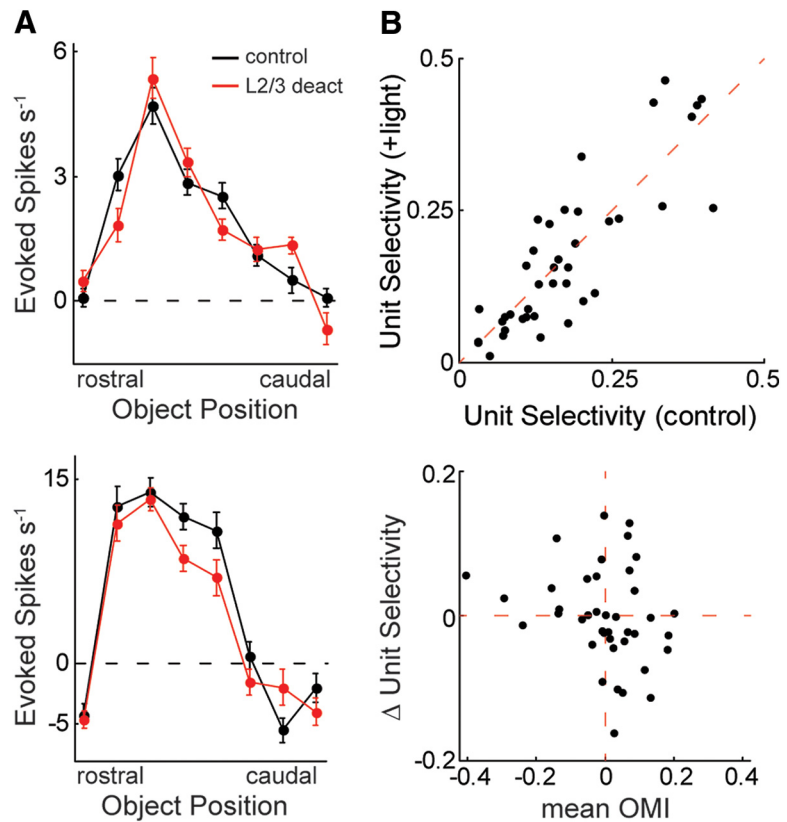 A
6
3
0
Evoked Spikes s-1
control
L2/3 deact
rostral caudal
Object Position
B
0.5
0.25
0
Unit Selectivity (+light)
0 0.25 0.5
Unit Selectivity (control)
15
0
-5
Evoked Spikes s-1
rostral caudal
Object Position
0.2
0
-0.2
Δ Unit Selectivity
-0.4 -0.2 0 0.2 0.4
mean OMI